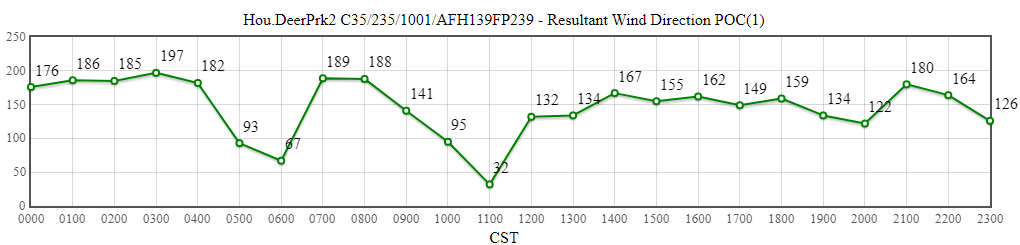 Hou.DeerPrk2 C35/235/1001/AFH139FP239 - Resultant Wind Direction POC(1)
250
200
150
100
50
0
176 186 185 197 182 93 67 189 188 141 95 32 132 134 167 155 162 149 159 134 122 180 164 126
0000 0100 0200 0300 0400 0500 0600 0700 0800 0900 1000 1100 1200 1300 1400 1500 1600 1700 1800 1900 2000 2100 2200 2300
CST